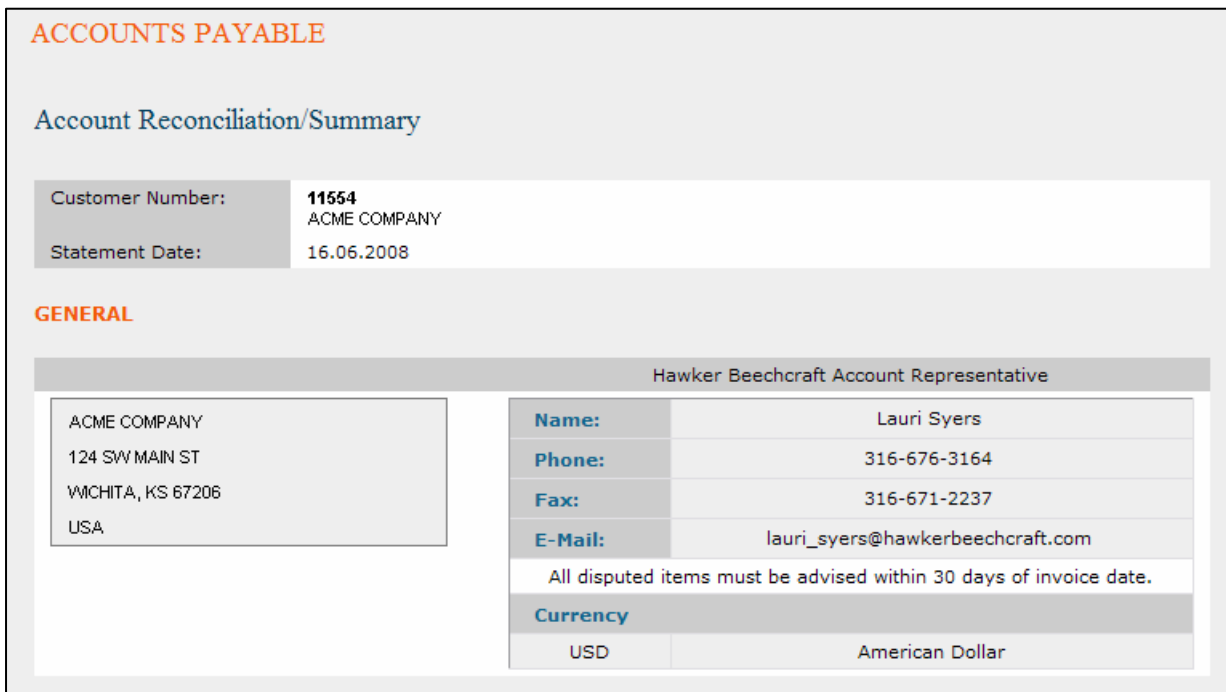 ACCOUNTS PAYABLE
Account Reconciliation/Summary
Customer Number: 11554
ACME COMPANY
Statement Date: 16.06.2008
GENERAL
Hawker Beechcraft Account Representative
ACME COMPANY
124 SW MAIN ST
WICHITA, KS 67206
USA
Name: Lauri Syers
Phone: 316-676-3164
Fax: 316-671-2237
E-Mail: lauri_syers@hawkerbeechcraft.com
All disputed items must be advised within 30 days of invoice date.
Currency
USD American Dollar